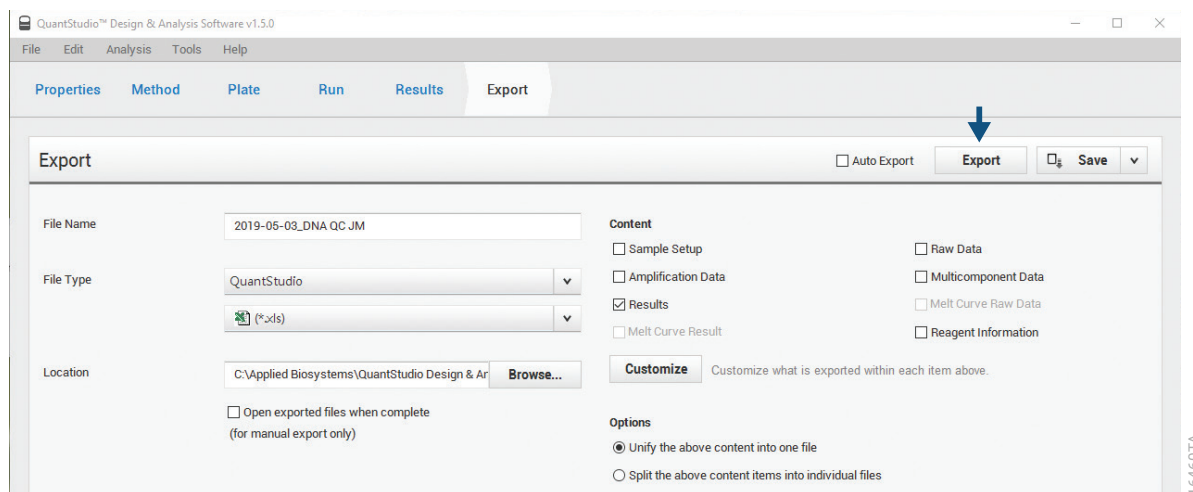 QuantStudio™ Design & Analysis Software v1.5.0
File Edit Analysis Tools Help
Properties Method Plate Run Results Export
Export
Auto Export Export Save
File Name
2019-05-03_DNA QC JM
File Type
QuantStudio
(*.xls)
Location
C:\Applied Biosystems\QuantStudio Design & Ar Browse...
Open exported files when complete
(for manual export only)
Content
Sample Setup Raw Data
Amplification Data Multicomponent Data
Results Melt Curve Raw Data
Melt Curve Result Reagent Information
Customize Customize what is exported within each item above.
Options
Unify the above content into one file
Split the above content items into individual files